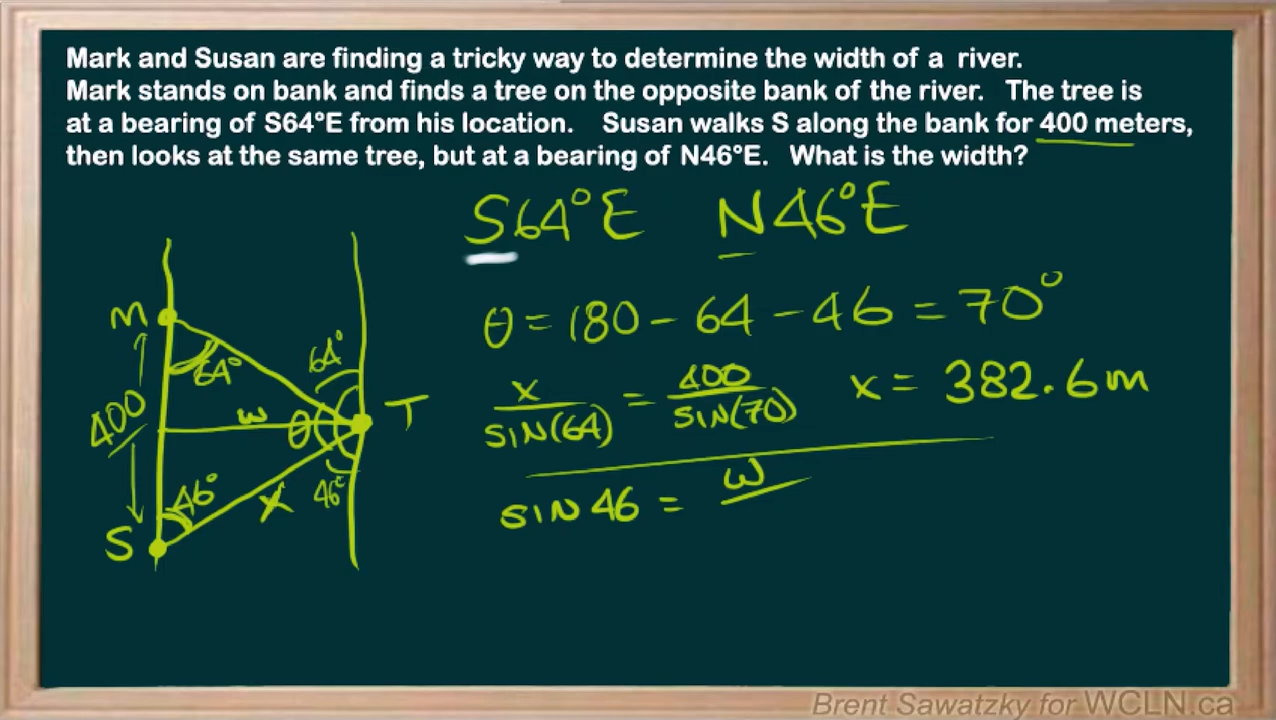 Mark and Susan are finding a tricky way to determine the width of a river.
Mark stands on bank and finds a tree on the opposite bank of the river. The tree is
at a bearing of S64°E from his location. Susan walks S along the bank for 400 meters,
then looks at the same tree, but at a bearing of N46°E. What is the width?
S64°E N46°E
θ = 180 - 64 - 46 = 70°
x/SIN(64) = 400/SIN(70) x = 382.6m
SIN 46 = w/
M
64°
64°
400
w
θ
T
46°
X
46°
S
Brent Sawatzky for WCLN.ca